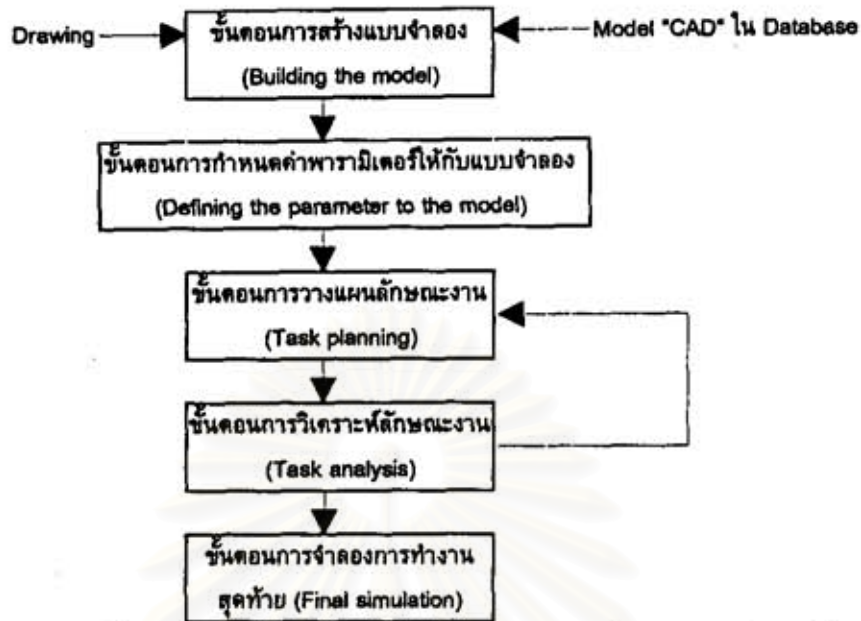 Drawing
ขั้นตอนการสร้างแบบจำลอง
(Building the model)
Model "CAD" ใน Database
ขั้นตอนการกำหนดค่าพารามิเตอร์ให้กับแบบจำลอง
(Defining the parameter to the model)
ขั้นตอนการวางแผนลักษณะงาน
(Task planning)
ขั้นตอนการวิเคราะห์ลักษณะงาน
(Task analysis)
ขั้นตอนการจำลองการทำงาน
สุดท้าย (Final simulation)